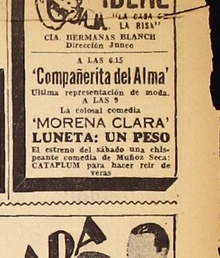 IDEAL
"LA CASA DE
LA RISA"
CIA. HERMANAS BLANCH
Dirección Junco
A LAS 6.15
'Compañerita del Alma'
Ultima representación de moda.
A LAS 9
La colosal comedia
'MORENA CLARA'
LUNETA: UN PESO
El estreno del sábado una chis-
peante comedia de Muñoz Seca:
CATAPLUM para hacer reir de
veras